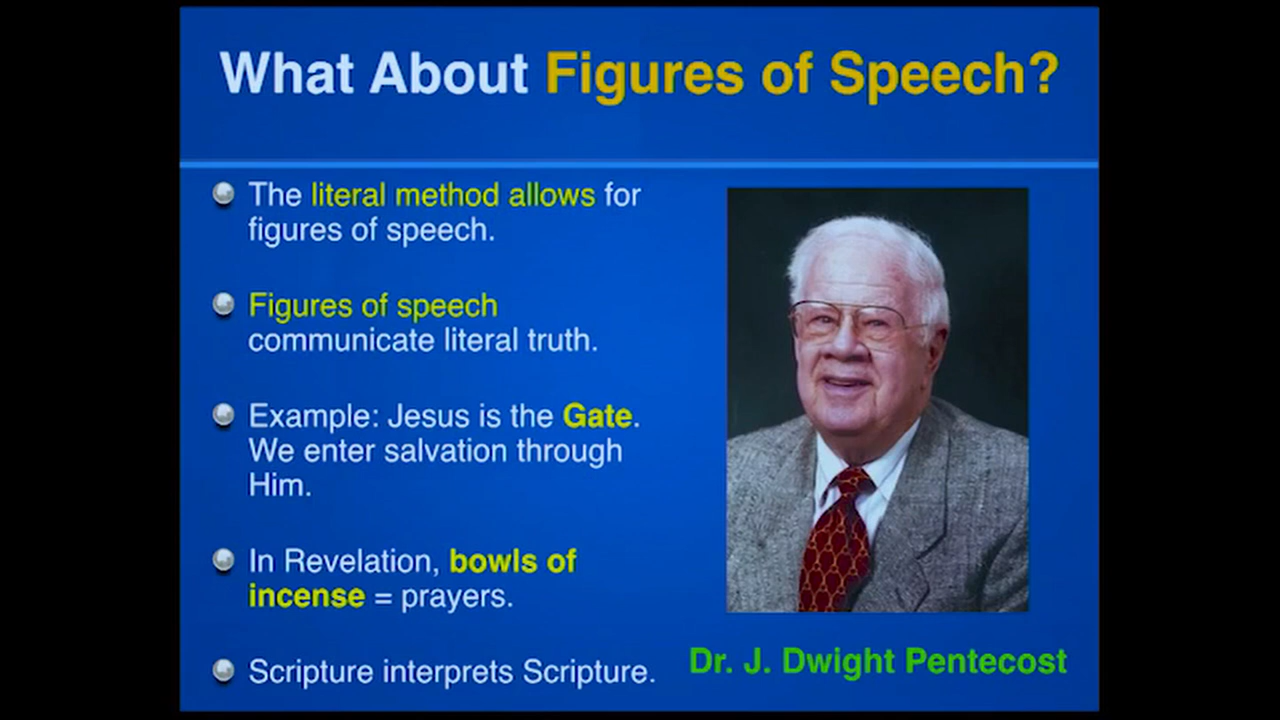 What About Figures of Speech?
The literal method allows for
figures of speech.
Figures of speech
communicate literal truth.
Example: Jesus is the Gate.
We enter salvation through
Him.
In Revelation, bowls of
incense = prayers.
Scripture interprets Scripture.
Dr. J. Dwight Pentecost